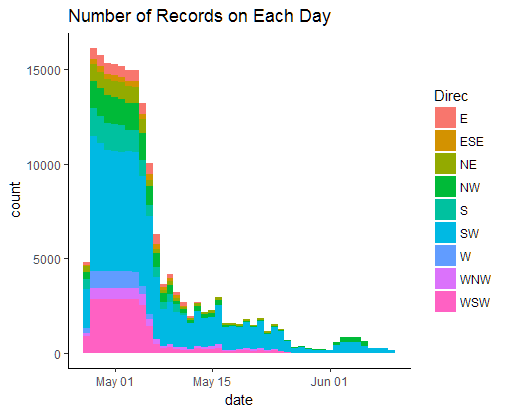 Number of Records on Each Day
15000
10000
5000
0
count
May 01
May 15
Jun 01
date
Direc
E
ESE
NE
NW
S
SW
W
WNW
WSW